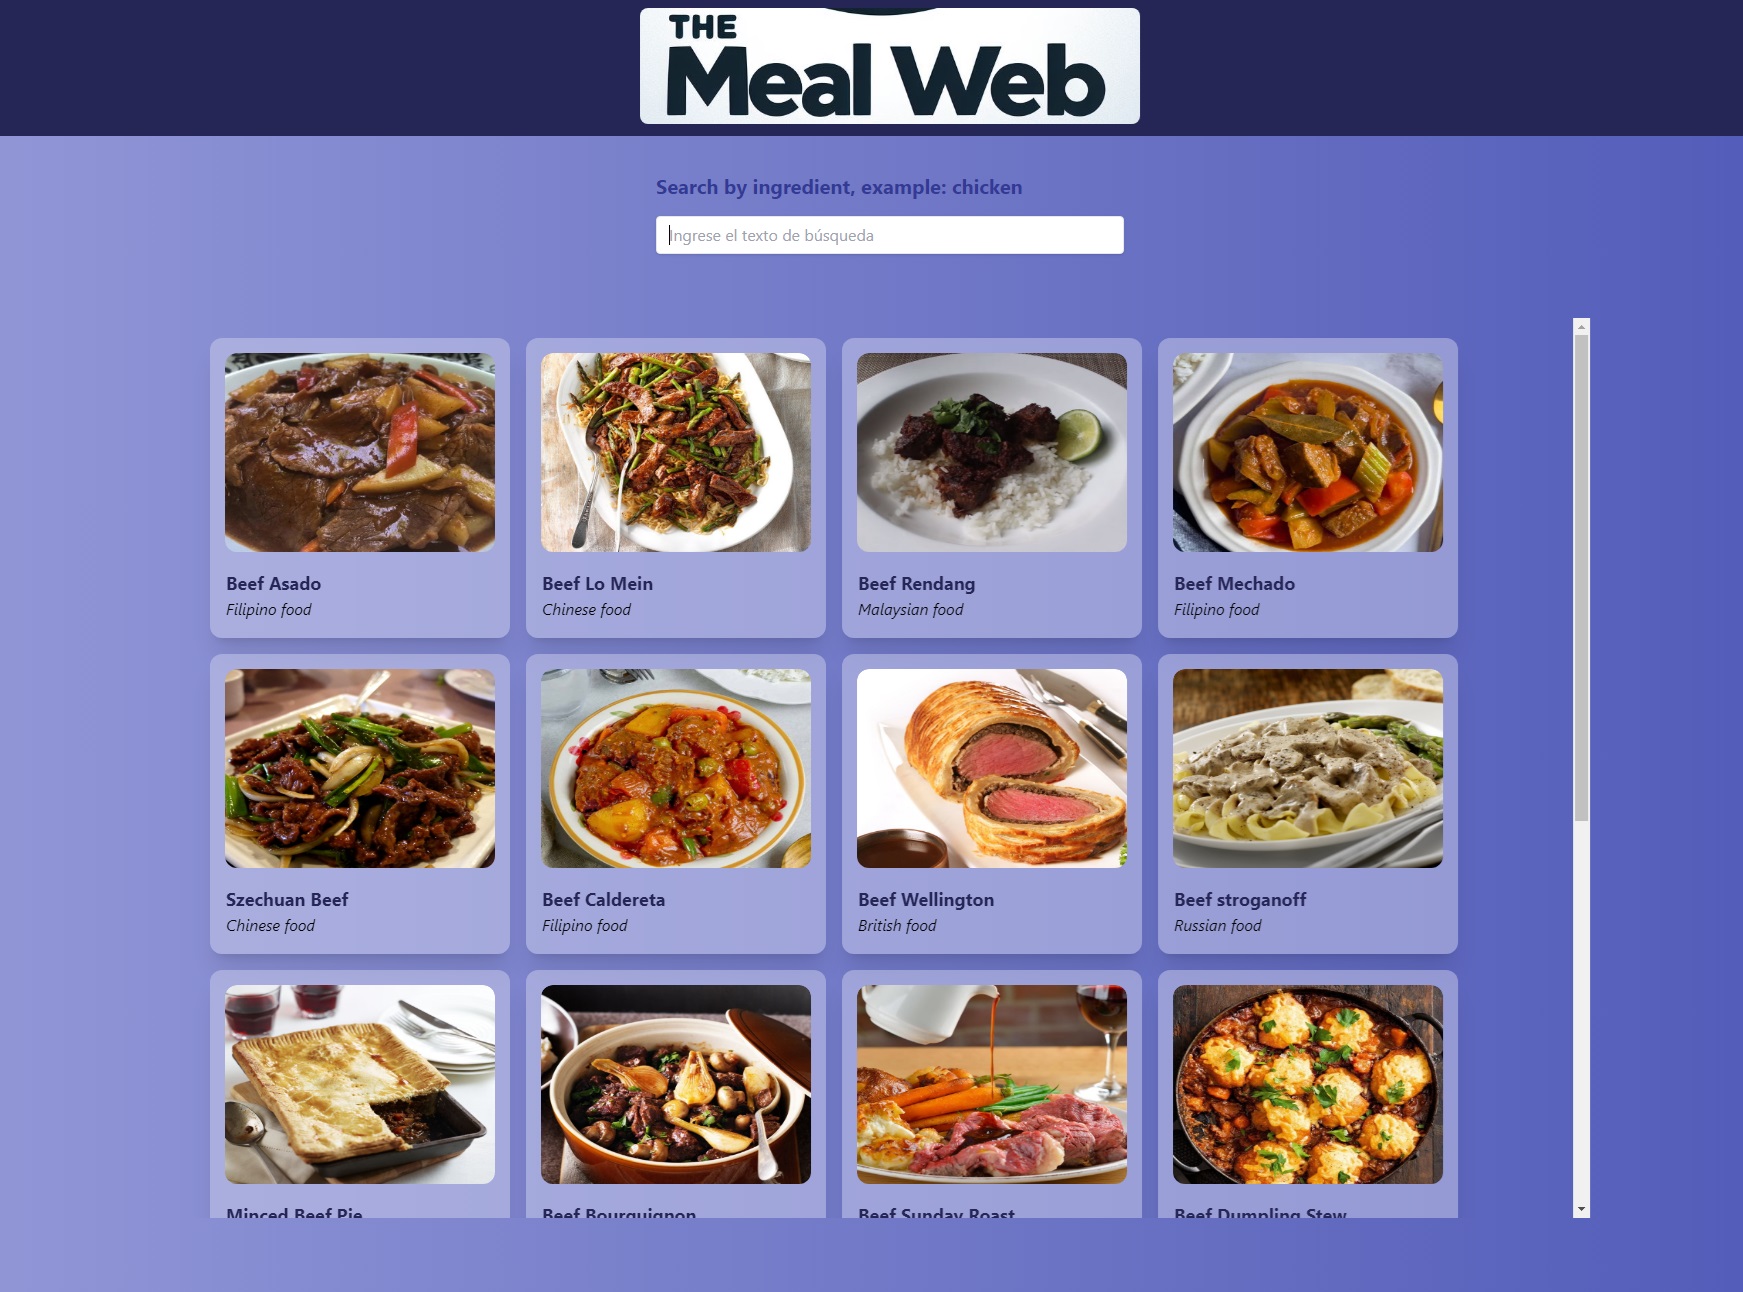 THE
Meal Web
Search by ingredient, example: chicken
Ingrese el texto de búsqueda
Beef Asado
Filipino food
Beef Lo Mein
Chinese food
Beef Rendang
Malaysian food
Beef Mechado
Filipino food
Szechuan Beef
Chinese food
Beef Caldereta
Filipino food
Beef Wellington
British food
Beef stroganoff
Russian food
Minced Beef Pie
Beef Bourguignon
Beef Sunday Roast
Beef Dumpling Stew